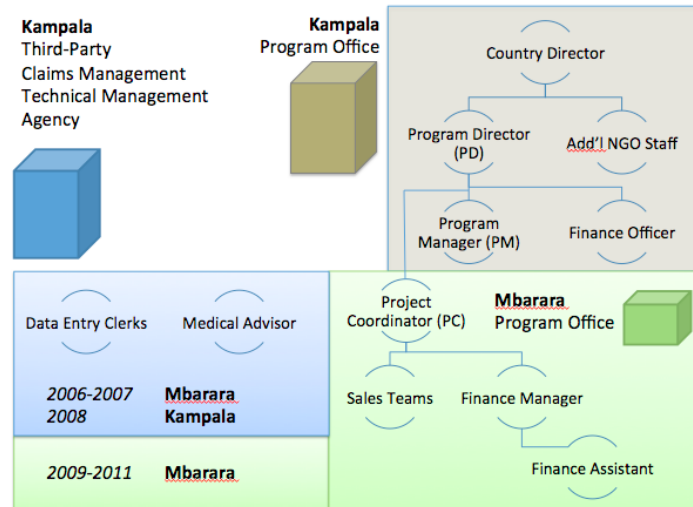 Kampala
Third-Party
Claims Management
Technical Management
Agency
Kampala
Program Office
Country Director
Program Director
(PD)
Add'l NGO Staff
Program
Manager (PM)
Finance Officer
Data Entry Clerks
Medical Advisor
2006-2007 Mbarara
2008 Kampala
2009-2011 Mbarara
Project
Coordinator (PC)
Mbarara
Program Office
Sales Teams
Finance Manager
Finance Assistant